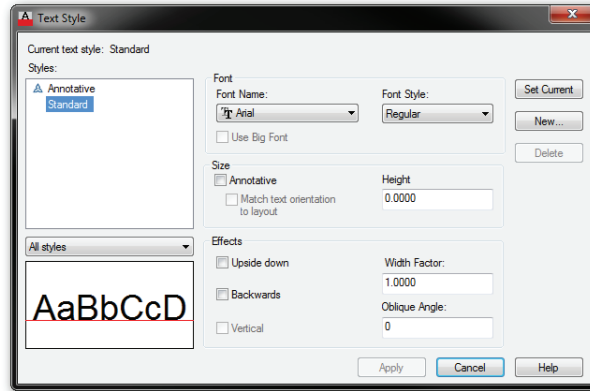 Text Style
Current text style: Standard
Styles:
Annotative
Standard
All styles
AaBbCcD
Font
Font Name:
Arial
Font Style:
Regular
Use Big Font
Size
Annotative
Match text orientation
to layout
Height
0.0000
Effects
Upside down
Backwards
Vertical
Width Factor:
1.0000
Oblique Angle:
0
Set Current
New...
Delete
Apply
Cancel
Help